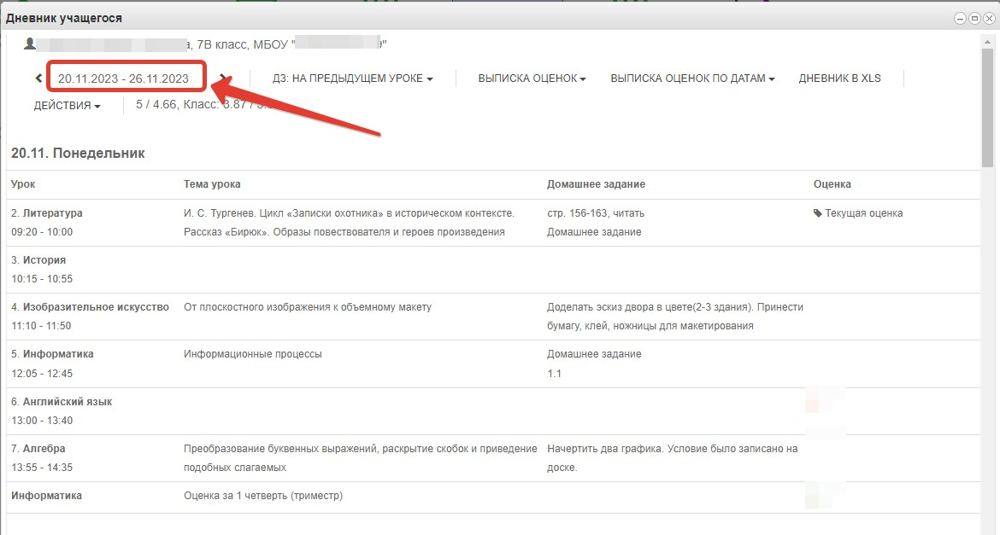 Дневник учащегося
, 7В класс, МБОУ " "
20.11.2023 - 26.11.2023
ДЗ: НА ПРЕДЫДУЩЕМ УРОКЕ
ВЫПИСКА ОЦЕНОК
ВЫПИСКА ОЦЕНОК ПО ДАТАМ
ДНЕВНИК В XLS
ДЕЙСТВИЯ
5 / 4.66, Класс: 3.87 /
20.11. Понедельник
Урок Тема урока Домашнее задание Оценка
2. Литература И. С. Тургенев. Цикл «Записки охотника» в историческом контексте. стр. 156-163, читать Текущая оценка
09:20 - 10:00 Рассказ «Бирюк». Образы повествователя и героев произведения Домашнее задание
3. История
10:15 - 10:55
4. Изобразительное искусство От плоскостного изображения к объемному макету Доделать эскиз двора в цвете(2-3 здания). Принести
11:10 - 11:50 бумагу, клей, ножницы для макетирования
5. Информатика Информационные процессы Домашнее задание
12:05 - 12:45 1.1
6. Английский язык
13:00 - 13:40
7. Алгебра Преобразование буквенных выражений, раскрытие скобок и приведение Начертить два графика. Условие было записано на
13:55 - 14:35 подобных слагаемых доске.
Информатика Оценка за 1 четверть (триместр)